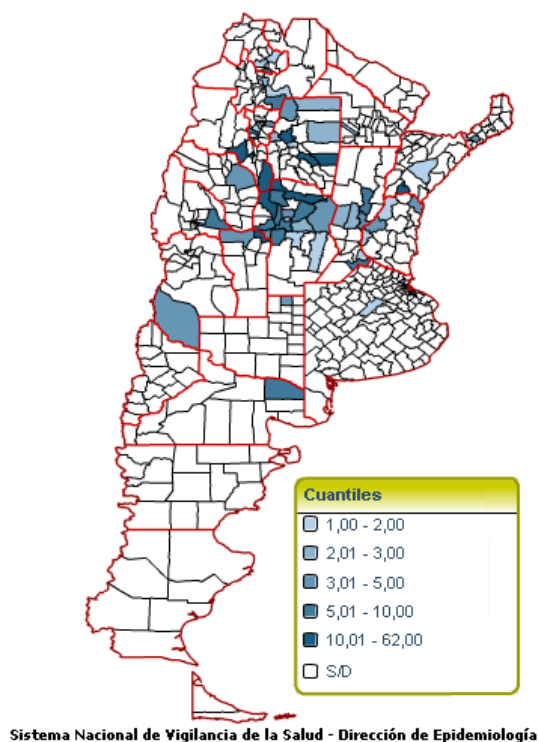 Cuantiles
1,00 - 2,00
2,01 - 3,00
3,01 - 5,00
5,01 - 10,00
10,01 - 62,00
S/D
Sistema Nacional de Vigilancia de la Salud - Dirección de Epidemiología